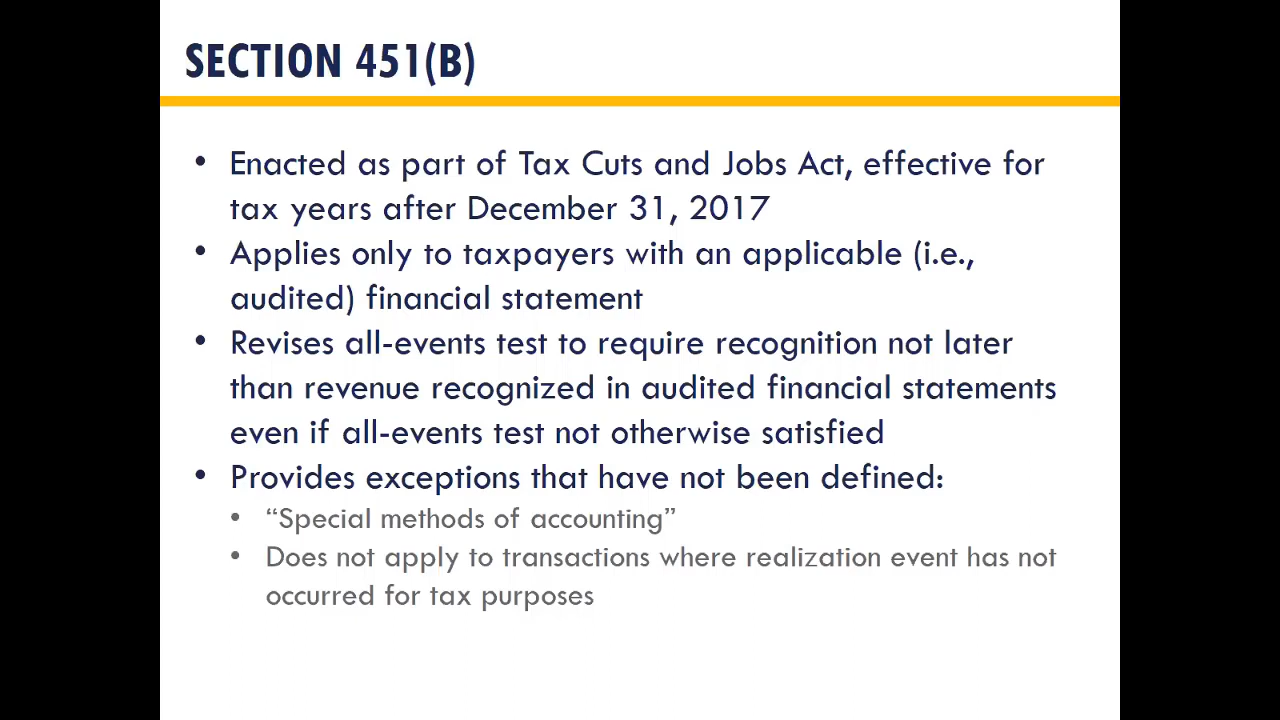 SECTION 451(B)
• Enacted as part of Tax Cuts and Jobs Act, effective for
tax years after December 31, 2017
• Applies only to taxpayers with an applicable (i.e.,
audited) financial statement
• Revises all-events test to require recognition not later
than revenue recognized in audited financial statements
even if all-events test not otherwise satisfied
• Provides exceptions that have not been defined:
• “Special methods of accounting”
• Does not apply to transactions where realization event has not
occurred for tax purposes